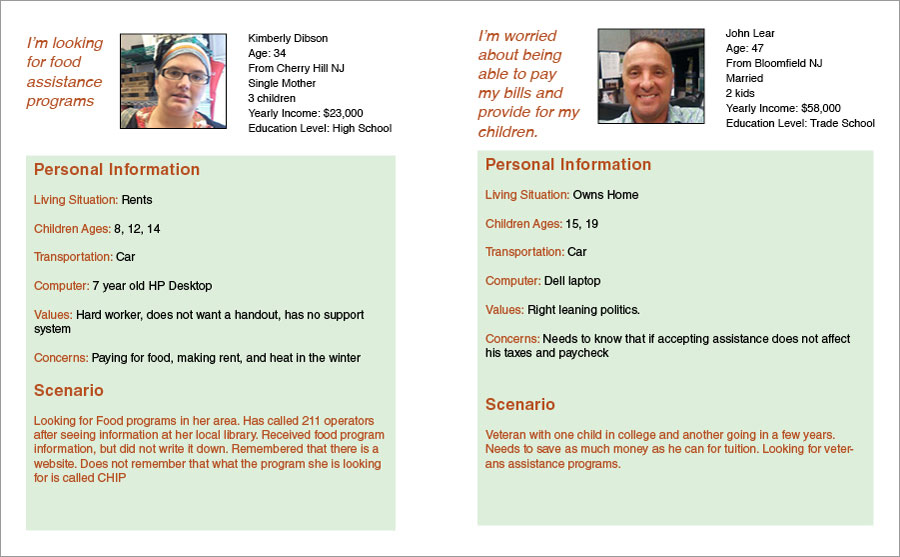 I'm looking
for food
assistance
programs
Kimberly Dibson
Age: 34
From Cherry Hill NJ
Single Mother
3 children
Yearly Income: $23,000
Education Level: High School
Personal Information
Living Situation: Rents
Children Ages: 8, 12, 14
Transportation: Car
Computer: 7 year old HP Desktop
Values: Hard worker, does not want a handout, has no support
system
Concerns: Paying for food, making rent, and heat in the winter
Scenario
Looking for Food programs in her area. Has called 211 operators
after seeing information at her local library. Received food program
information, but did not write it down. Remembered that there is a
website. Does not remember that what the program she is looking
for is called CHIP
I'm worried
about being
able to pay
my bills and
provide for my
children.
John Lear
Age: 47
From Bloomfield NJ
Married
2 kids
Yearly Income: $58,000
Education Level: Trade School
Personal Information
Living Situation: Owns Home
Children Ages: 15, 19
Transportation: Car
Computer: Dell laptop
Values: Right leaning politics.
Concerns: Needs to know that if accepting assistance does not affect
his taxes and paycheck
Scenario
Veteran with one child in college and another going in a few years.
Needs to save as much money as he can for tuition. Looking for veter-
ans assistance programs.